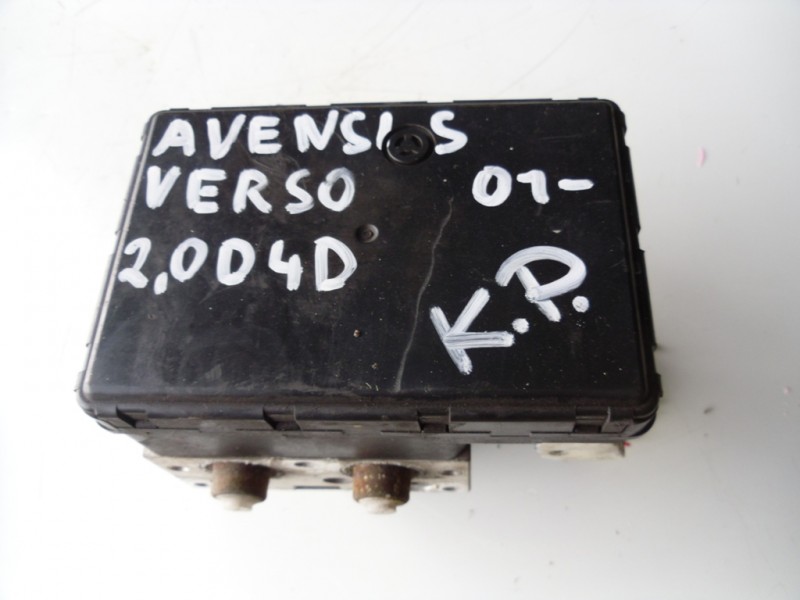 AVENSIS
VERSO 01-
2,0D4D
K.P.